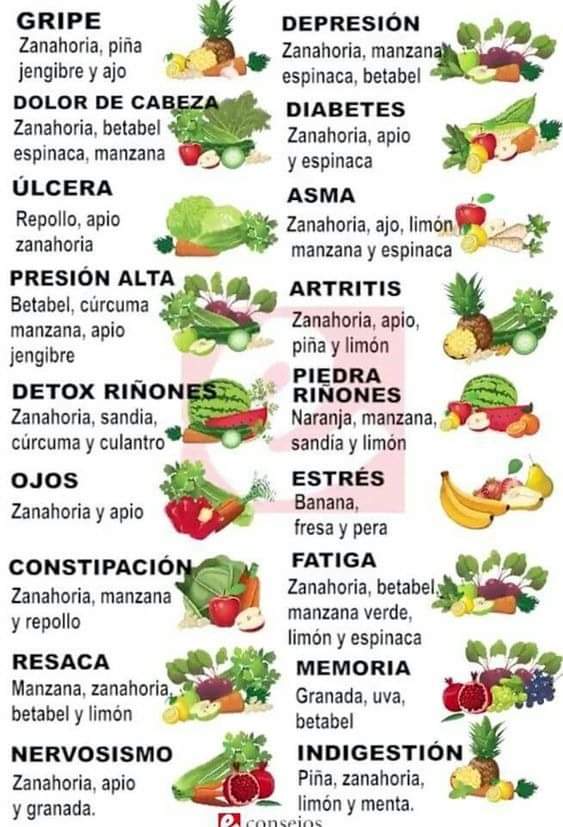 GRIPE
Zanahoria, piña
jengibre y ajo
DOLOR DE CABEZA
Zanahoria, betabel
espinaca, manzana
ÚLCERA
Repollo, apio
zanahoria
PRESIÓN ALTA
Betabel, cúrcuma
manzana, apio
jengibre
DETOX RIÑONES
Zanahoria, sandia,
cúrcuma y culantro
OJOS
Zanahoria y apio
CONSTIPACIÓN
Zanahoria, manzana
y repollo
RESACA
Manzana, zanahoria,
betabel y limón
NERVOSISMO
Zanahoria, apio
y granada.
DEPRESIÓN
Zanahoria, manzana
espinaca, betabel
DIABETES
Zanahoria, apio
y espinaca
ASMA
Zanahoria, ajo, limón
manzana y espinaca
ARTRITIS
Zanahoria, apio,
piña y limón
PIEDRA
RIÑONES
Naranja, manzana,
sandía y limón
ESTRÉS
Banana,
fresa y pera
FATIGA
Zanahoria, betabel,
manzana verde,
limón y espinaca
MEMORIA
Granada, uva,
betabel
INDIGESTIÓN
Piña, zanahoria,
limón y menta.
e consejos